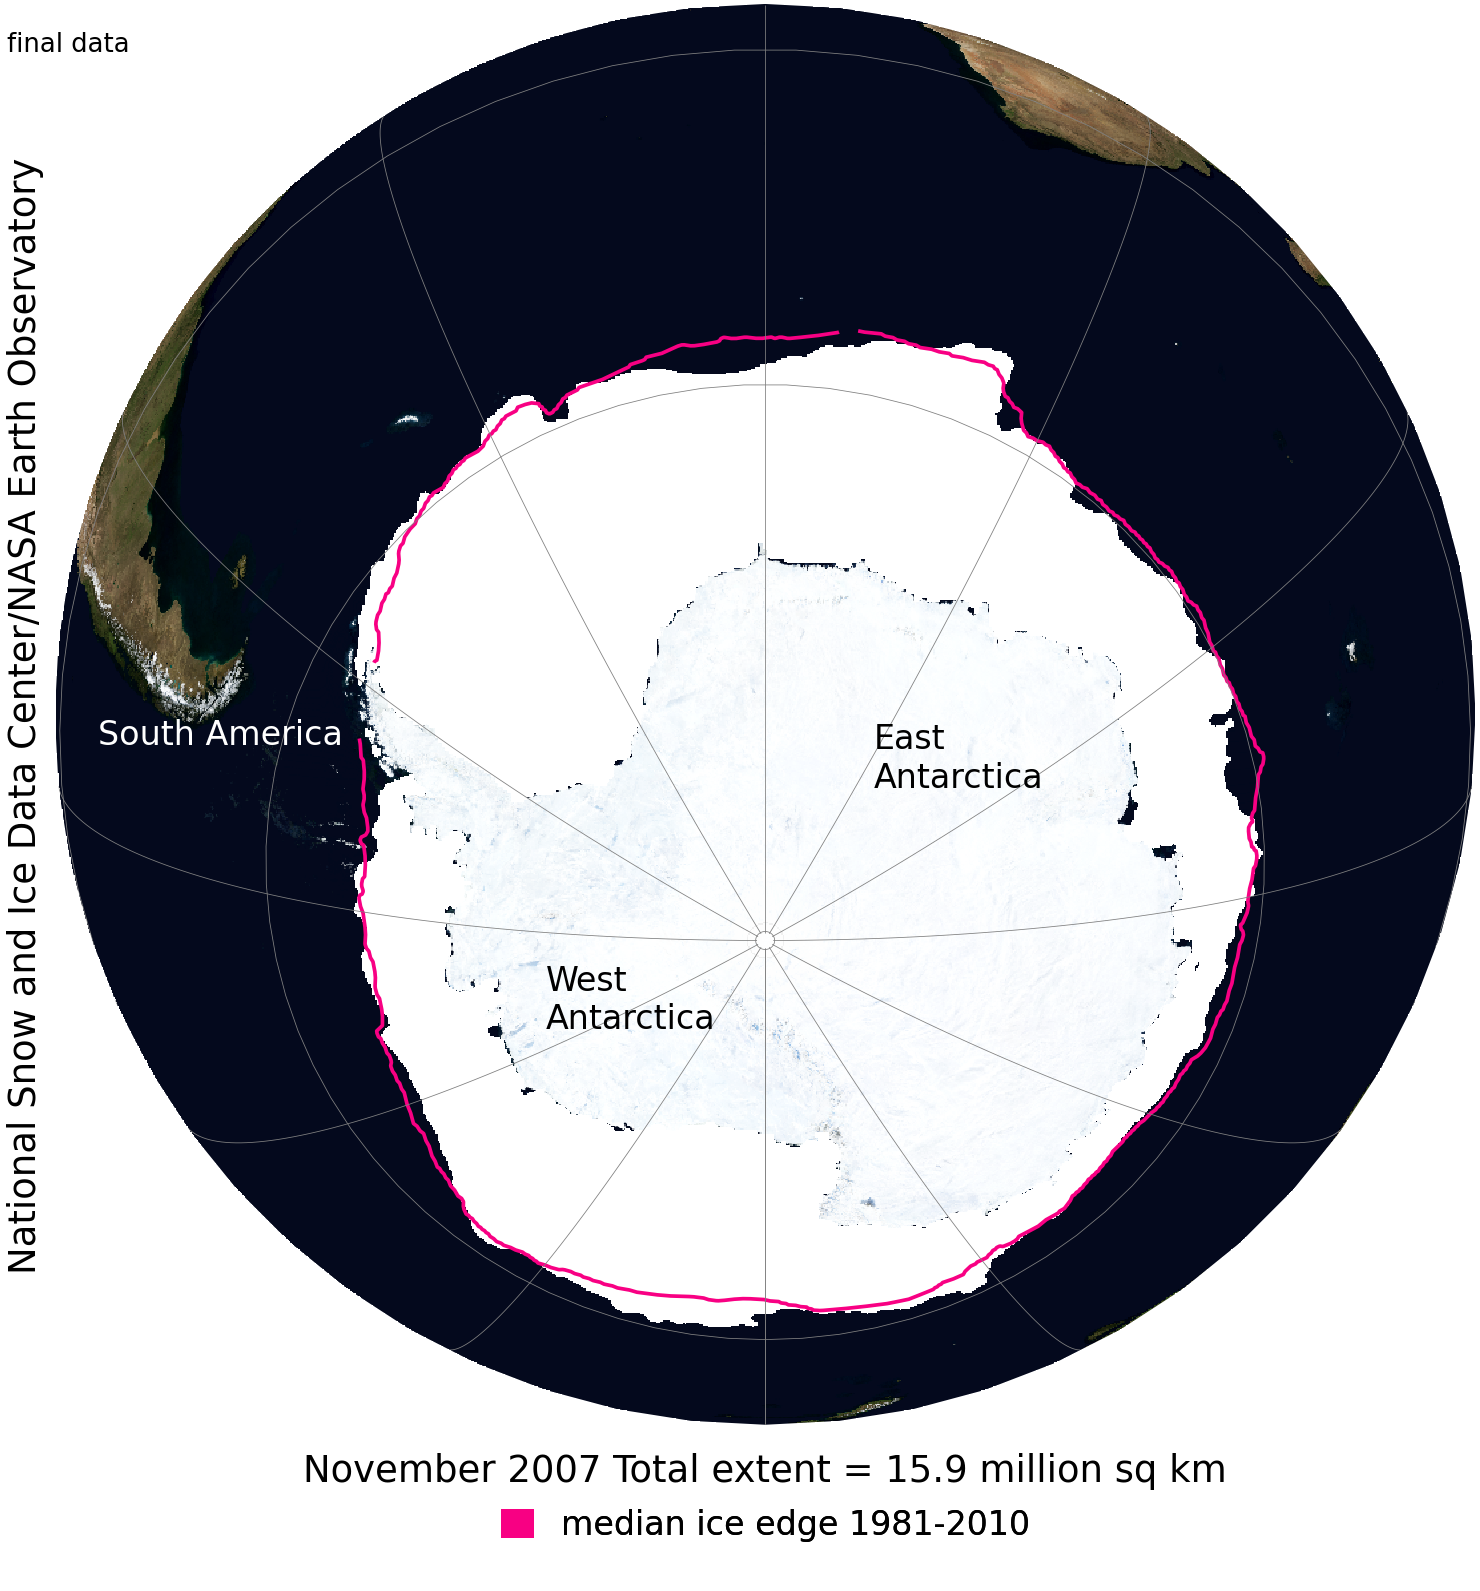 final data
National Snow and Ice Data Center/NASA Earth Observatory
South America
East
Antarctica
West
Antarctica
November 2007 Total extent = 15.9 million sq km
median ice edge 1981-2010